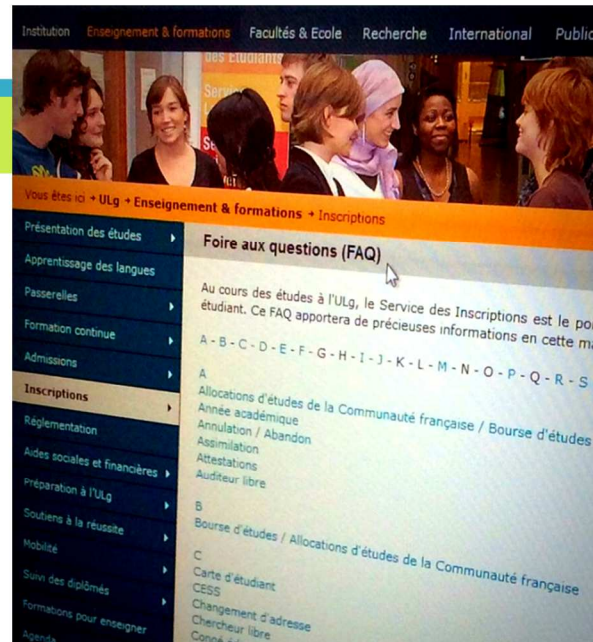 Institution Enseignement & formations Facultés & Ecole Recherche International Public
des Etudiants
Vous êtes ici → ULg → Enseignement & formations → Inscriptions
Présentation des études
Apprentissage des langues
Passerelles
Formation continue
Admissions
Inscriptions
Réglementation
Aides sociales et financières
Préparation à l'ULg
Soutiens à la réussite
Mobilité
Suivi des diplômés
Formations pour enseigner
Agenda
Foire aux questions (FAQ)
Au cours des études à l'ULg, le Service des Inscriptions est le po
étudiant. Ce FAQ apportera de précieuses informations en cette m
A - B - C - D - E - F - G - H - I - J - K - L - M - N - O - P - Q - R - S
A
Allocations d'études de la Communauté française / Bourse d'études
Année académique
Annulation / Abandon
Assimilation
Attestations
Auditeur libre
B
Bourse d'études / Allocations d'études de la Communauté française
C
Carte d'étudiant
CESS
Changement d'adresse
Chercheur libre